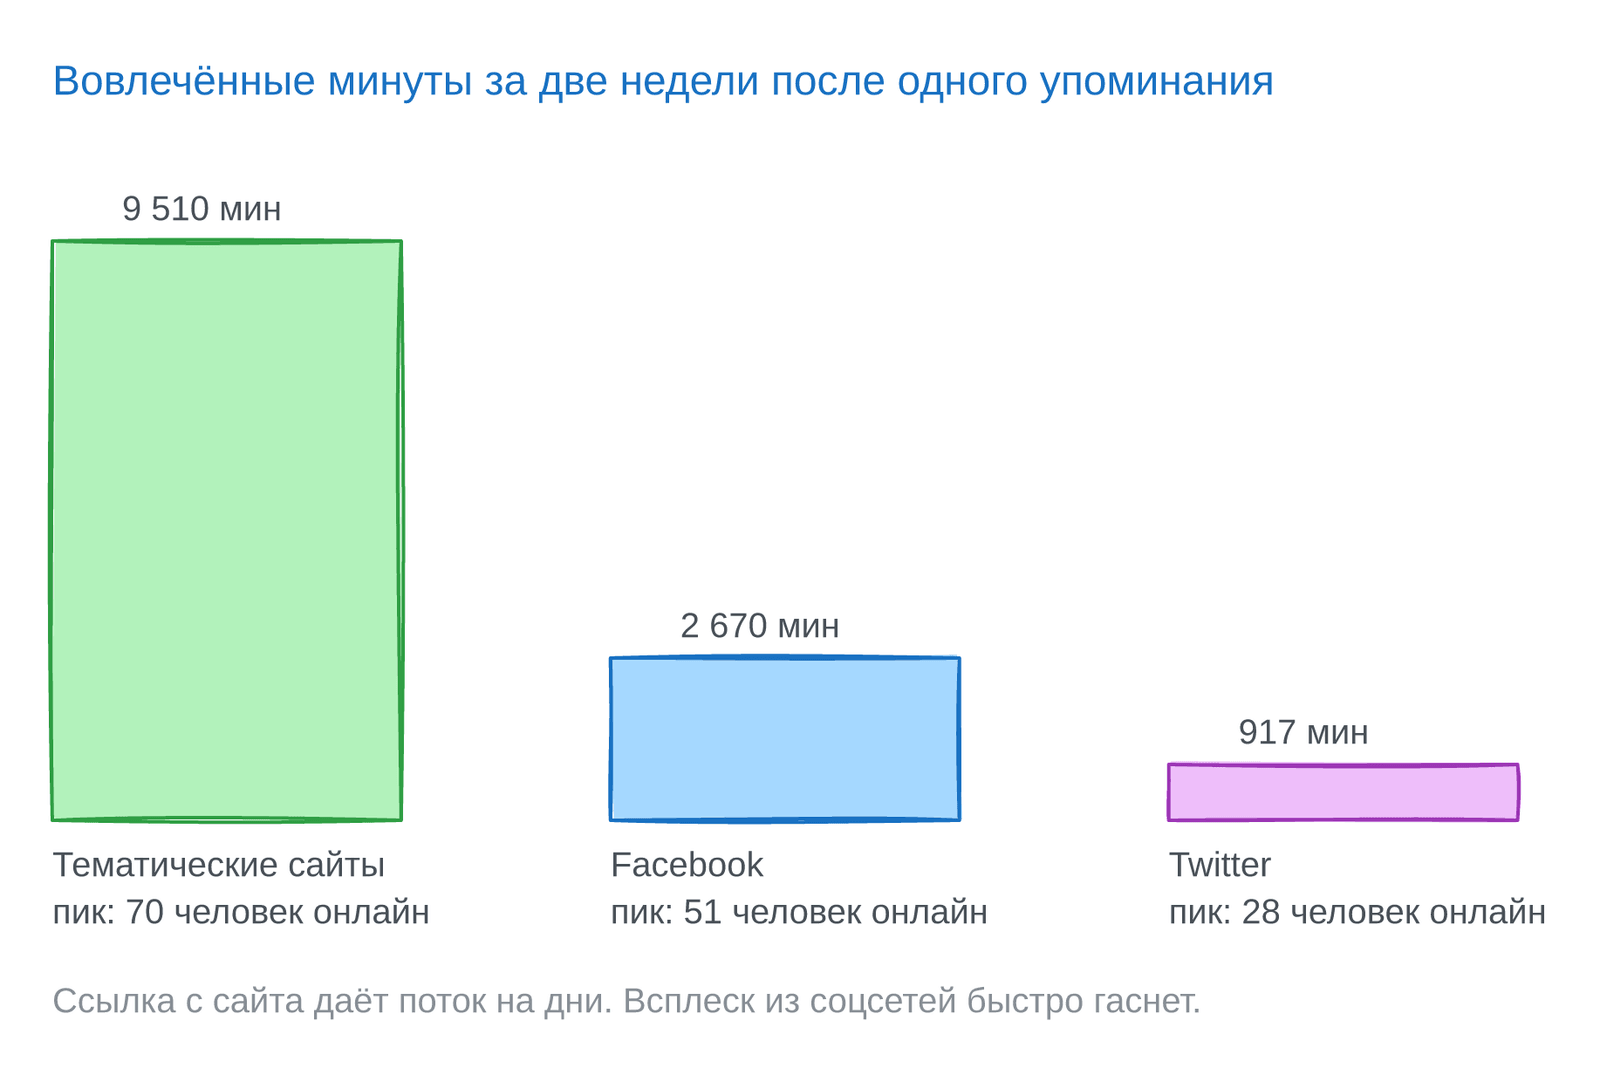 Вовлечённые минуты за две недели после одного упоминания
9 510 мин
2 670 мин
917 мин
Тематические сайты
пик: 70 человек онлайн
Facebook
пик: 51 человек онлайн
Twitter
пик: 28 человек онлайн
Ссылка с сайта даёт поток на дни. Всплеск из соцсетей быстро гаснет.